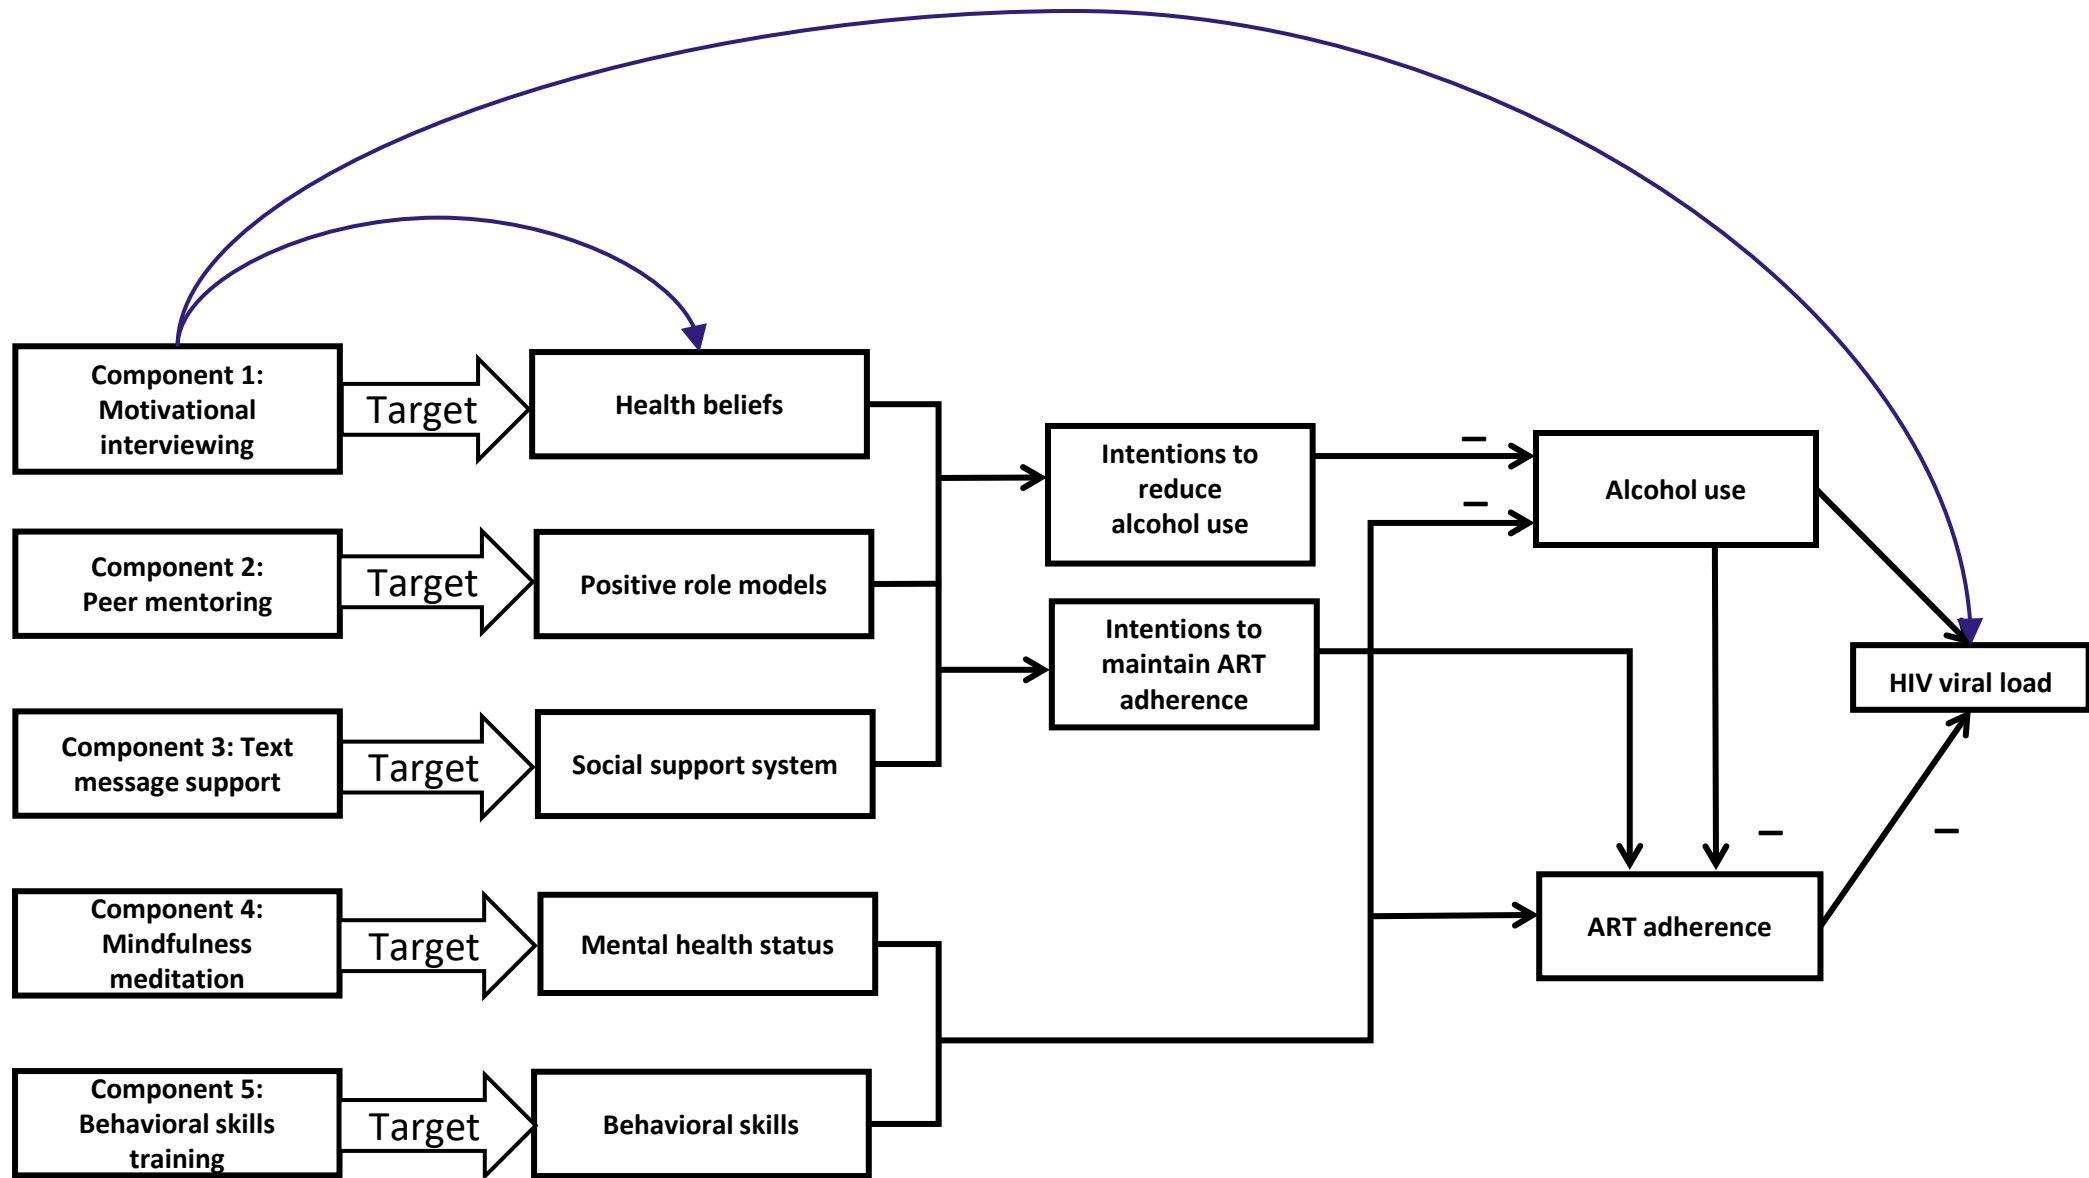 Component 1:
Motivational
interviewing
Target
Health beliefs
Component 2:
Peer mentoring
Target
Positive role models
Component 3: Text
message support
Target
Social support system
Component 4:
Mindfulness
meditation
Target
Mental health status
Component 5:
Behavioral skills
training
Target
Behavioral skills
Intentions to
reduce
alcohol use
Intentions to
maintain ART
adherence
–
–
Alcohol use
–
ART adherence
–
HIV viral load